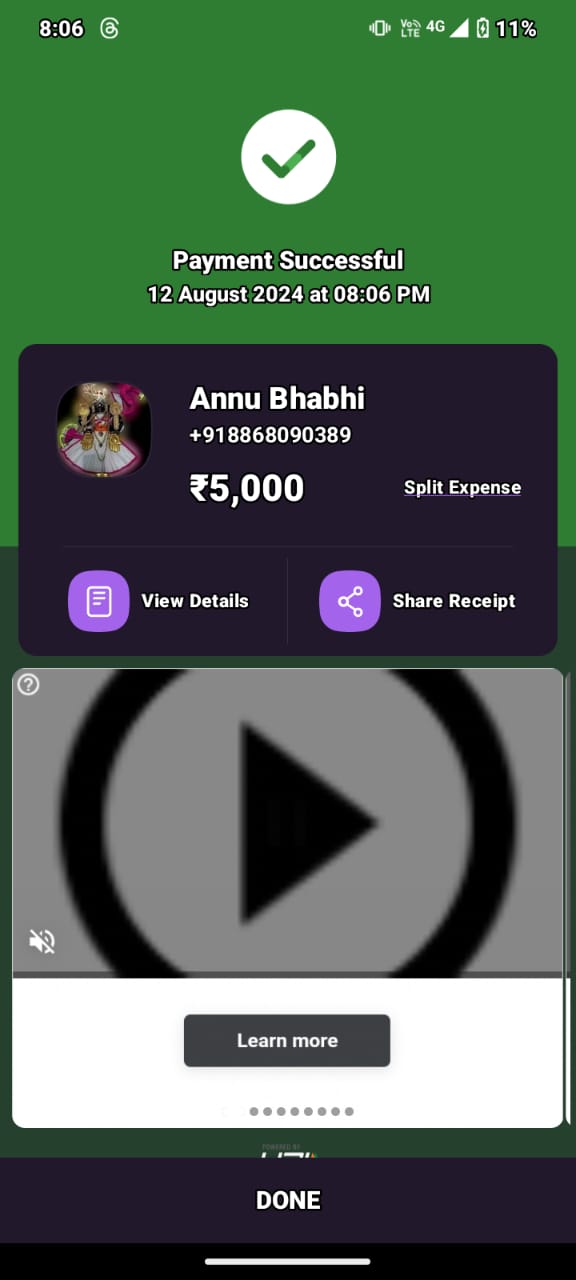 8:06 Vo LTE 4G 11%
Payment Successful
12 August 2024 at 08:06 PM
Annu Bhabhi
+918868090389
₹5,000
Split Expense
View Details
Share Receipt
Learn more
POWERED BY
DONE